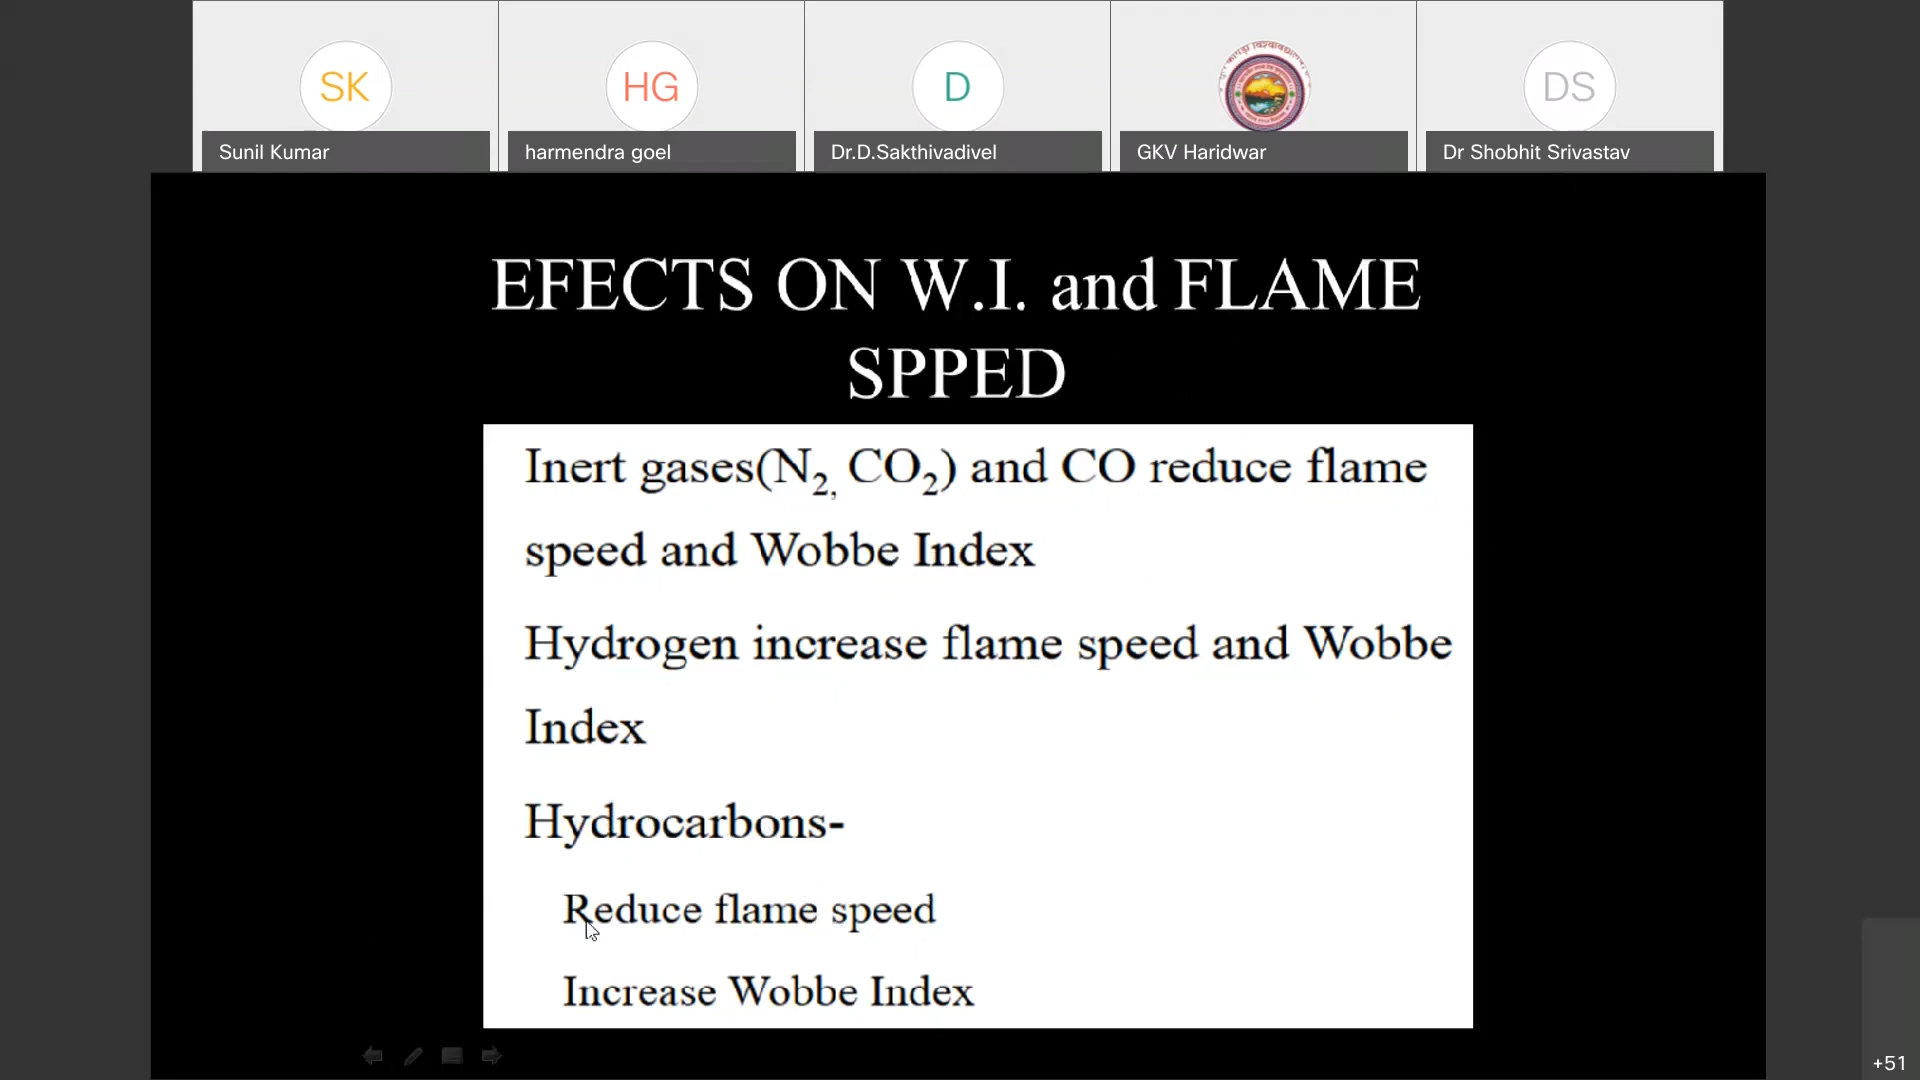 SK
HG
D
DS
Sunil Kumar
harmendra goel
Dr.D.Sakthivadivel
GKV Haridwar
Dr Shobhit Srivastav
EFECTS ON W.I. and FLAME
SPPED
Inert gases(N₂, CO₂) and CO reduce flame
speed and Wobbe Index
Hydrogen increase flame speed and Wobbe
Index
Hydrocarbons-
Reduce flame speed
Increase Wobbe Index
+51